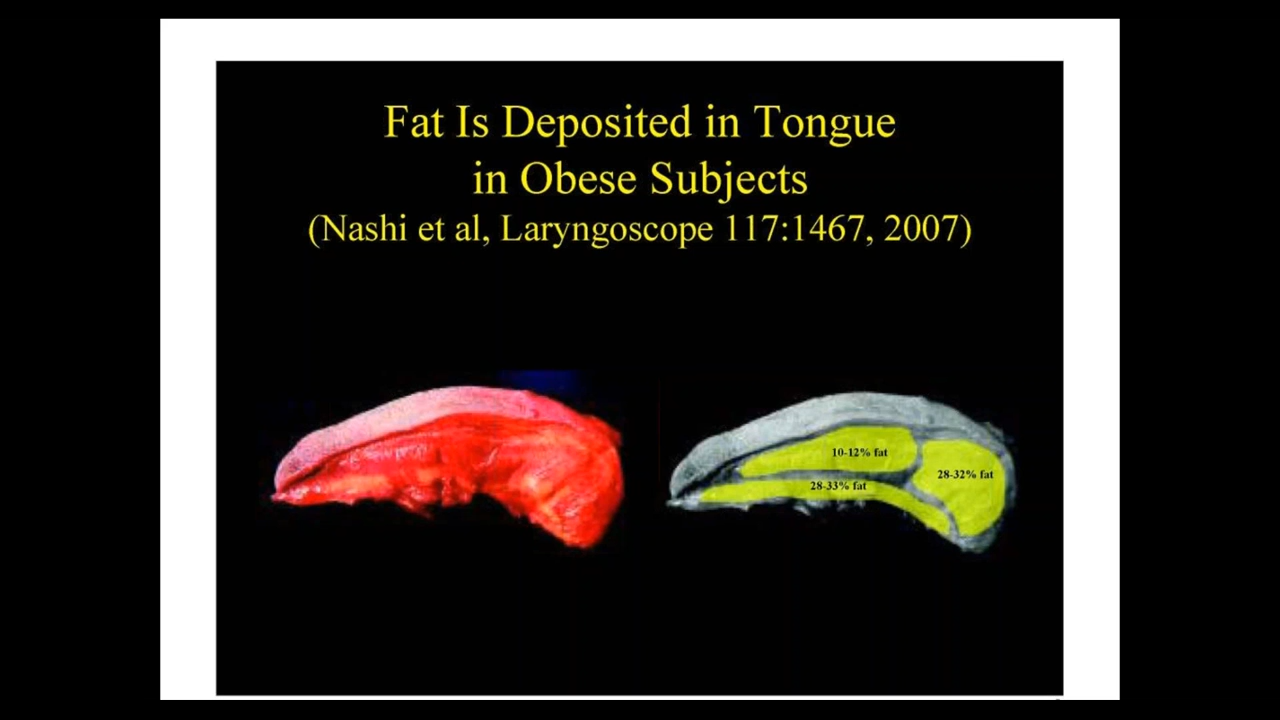 Fat Is Deposited in Tongue
in Obese Subjects
(Nashi et al, Laryngoscope 117:1467, 2007)
10-12% fat
28-32% fat
28-33% fat